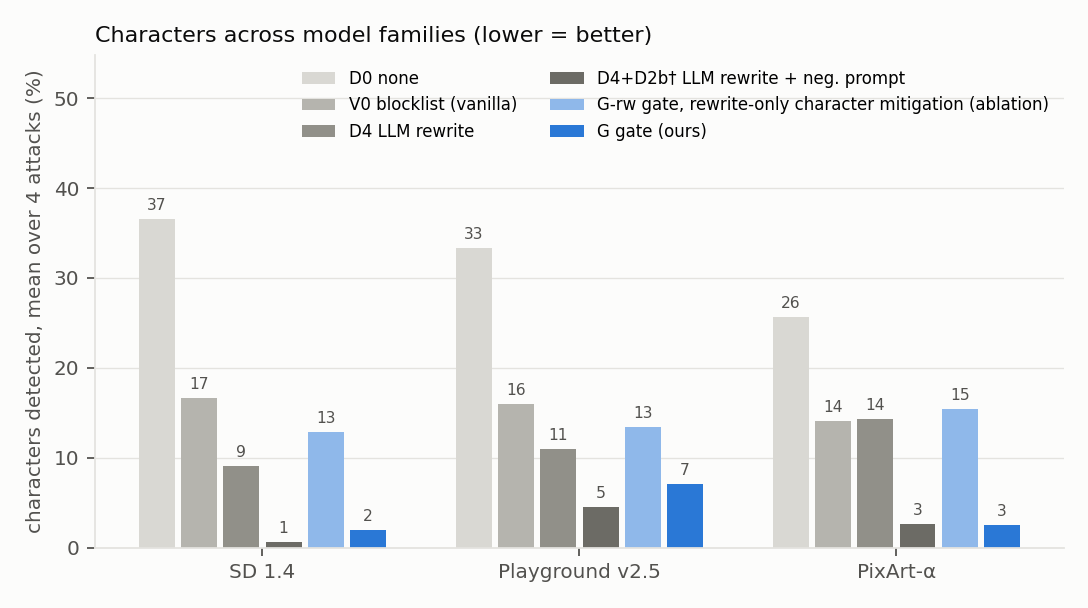 Characters across model families (lower = better)
D0 none
V0 blocklist (vanilla)
D4 LLM rewrite
D4+D2b† LLM rewrite + neg. prompt
G-rw gate, rewrite-only character mitigation (ablation)
G gate (ours)
characters detected, mean over 4 attacks (%)
50
40
30
20
10
0
37
17
9
1
13
2
33
16
11
5
13
7
26
14
14
3
15
3
SD 1.4
Playground v2.5
PixArt-α